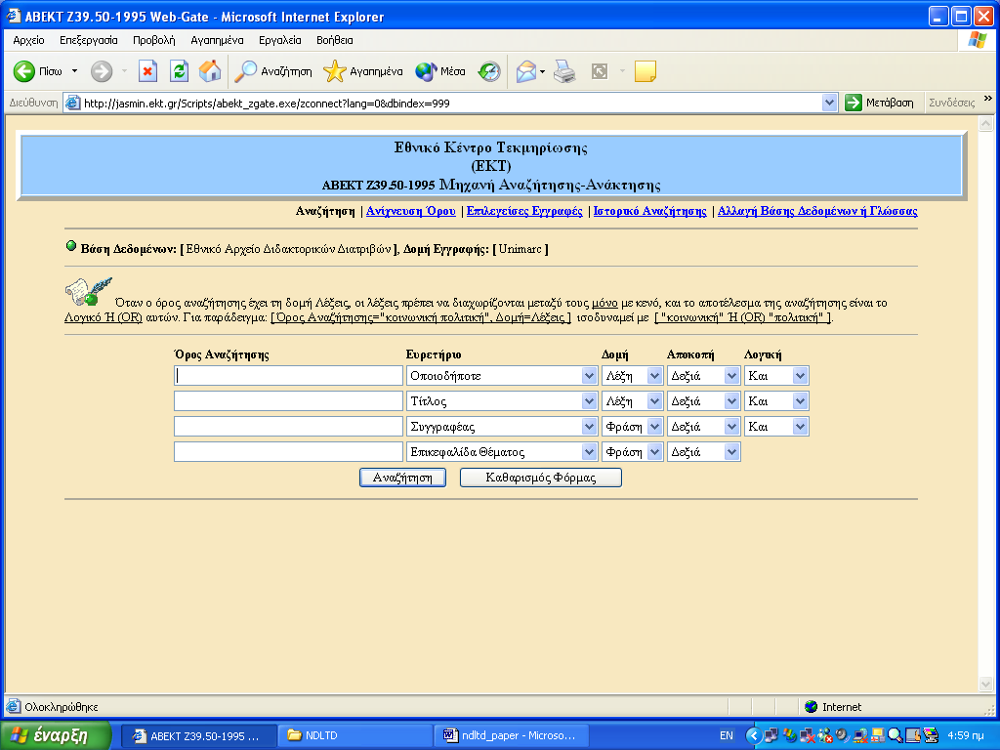 ABEKT Z39.50-1995 Web-Gate - Microsoft Internet Explorer
Αρχείο Επεξεργασία Προβολή Αγαπημένα Εργαλεία Βοήθεια
Πίσω Αναζήτηση Αγαπημένα Μέσα
Διεύθυνση http://jasmin.ekt.gr/Scripts/abekt_zgate.exe/zconnect?lang=0&dbindex=999 Μετάβαση Συνδέσεις »
Εθνικό Κέντρο Τεκμηρίωσης
(ΕΚΤ)
ABEKT Z39.50-1995 Μηχανή Αναζήτησης-Ανάκτησης
Αναζήτηση | Ανίχνευση Όρου | Επιλεγείσες Εγγραφές | Ιστορικό Αναζήτησης | Αλλαγή Βάσης Δεδομένων ή Γλώσσας
Βάση Δεδομένων: [ Εθνικό Αρχείο Διδακτορικών Διατριβών ], Δομή Εγγραφής: [ Unimarc ]
Όταν ο όρος αναζήτησης έχει τη δομή Λέξεις, οι λέξεις πρέπει να διαχωρίζονται μεταξύ τους μόνο με κενό, και το αποτέλεσμα της αναζήτησης είναι το
Λογικό Ή (OR) αυτών. Για παράδειγμα: [ Όρος Αναζήτησης="κοινωνική πολιτική", Δομή=Λέξεις ] ισοδυναμεί με [ "κοινωνική" Ή (OR) "πολιτική" ].
Όρος Αναζήτησης Ευρετήριο Δομή Αποκοπή Λογική
Οποιοδήποτε Λέξη Δεξιά Και
Τίτλος Λέξη Δεξιά Και
Συγγραφέας Φράση Δεξιά Και
Επικεφαλίδα Θέματος Φράση Δεξιά
Αναζήτηση Καθαρισμός Φόρμας
Ολοκληρώθηκε Internet
έναρξη ABEKT Z39.50-1995 ... NDLTD ndltd_paper - Microso... EN 4:59 πμ